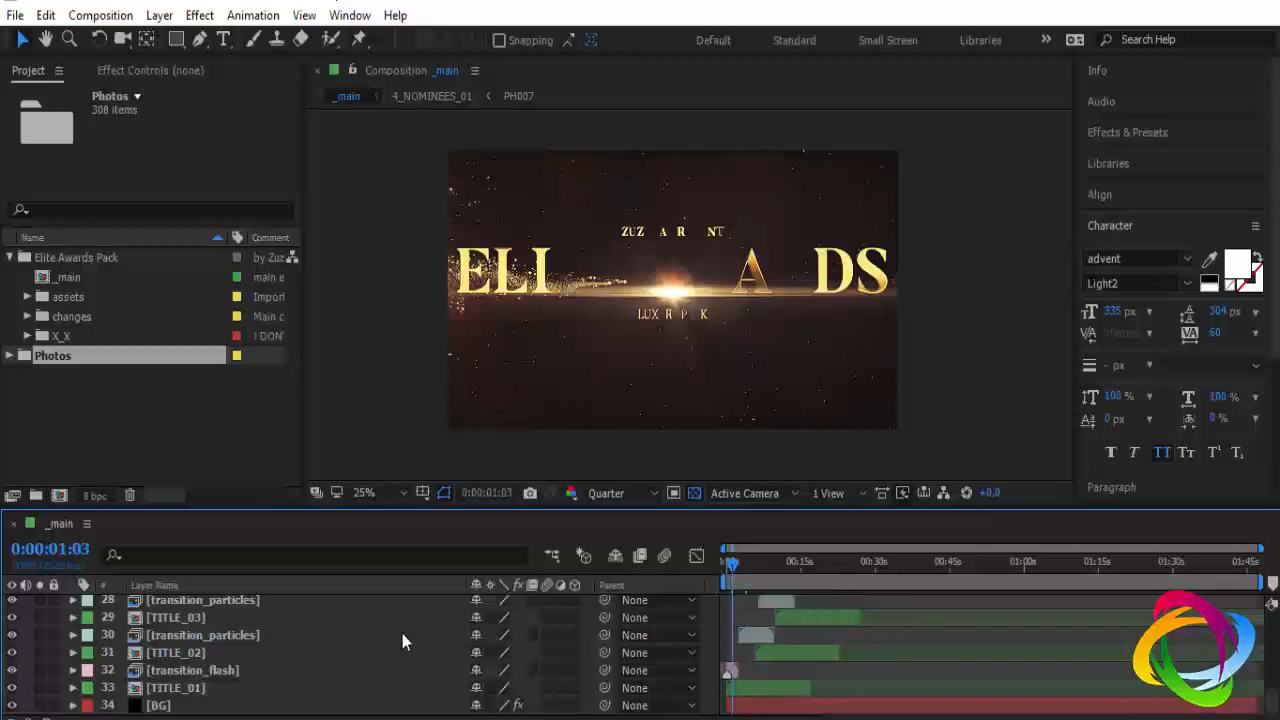 File Edit Composition Layer Effect Animation View Window Help
Snapping Default Standard Small Screen Libraries Search Help
Project Effect Controls (none) Composition _main Info
Photos _main 4_NOMINEES_01 PH007
308 items Audio
Effects & Presets
Libraries
Align
Name Comment Character
ZUZ A R NT
Elite Awards Pack by Zuz advent
ELI A DS
_main main e Light2
assets Import
changes Main c 335 px 304 px
LUX R P K
X_X I DON' 60
Photos - px
100 % 100 %
0 px 0 %
T T TT Tr T¹ T₁
8 bpc 25% 0:00:01:03 Quarter Active Camera 1 View +0,0 Paragraph
_main
0:00:01:03
00:15s 00:30s 00:45s 01:00s 01:15s 01:30s 01:45s
# Layer Name Parent
28 [transition_particles] None
29 [TITLE_03] None
30 [transition_particles] None
31 [TITLE_02] None
32 [transition_flash] None
33 [TITLE_01] None
34 [BG] None